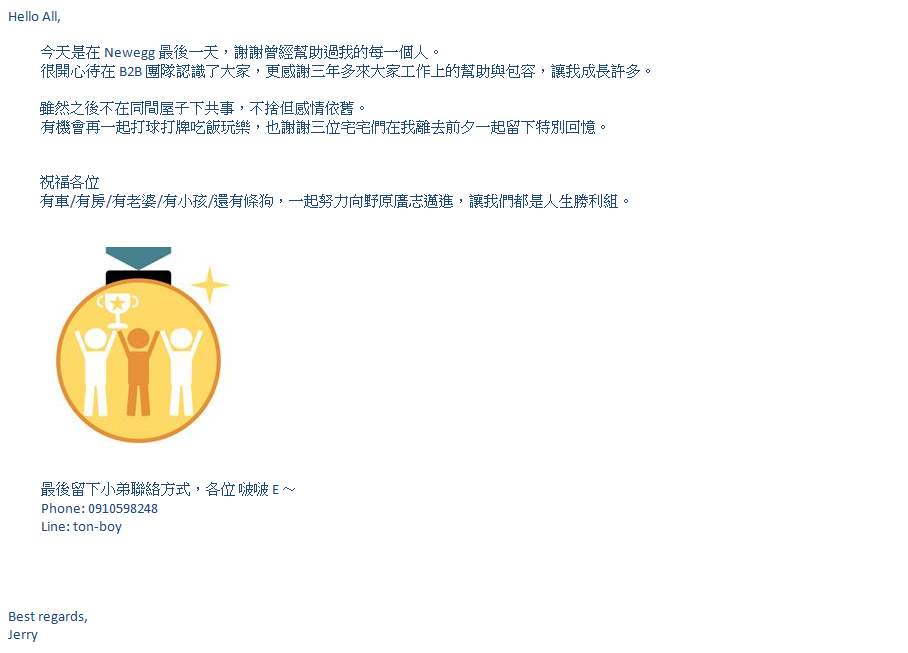 Hello All,
今天是在 Newegg 最後一天，謝謝曾經幫助過我的每一個人。
很開心待在 B2B 團隊認識了大家，更感謝三年多來大家工作上的幫助與包容，讓我成長許多。
雖然之後不在同間屋子下共事，不捨但感情依舊。
有機會再一起打球打牌吃飯玩樂，也謝謝三位宅宅們在我離去前夕一起留下特別回憶。
祝福各位
有車/有房/有老婆/有小孩/還有條狗，一起努力向野原廣志邁進，讓我們都是人生勝利組。
最後留下小弟聯絡方式，各位 啵啵 E ～
Phone: 0910598248
Line: ton-boy
Best regards,
Jerry